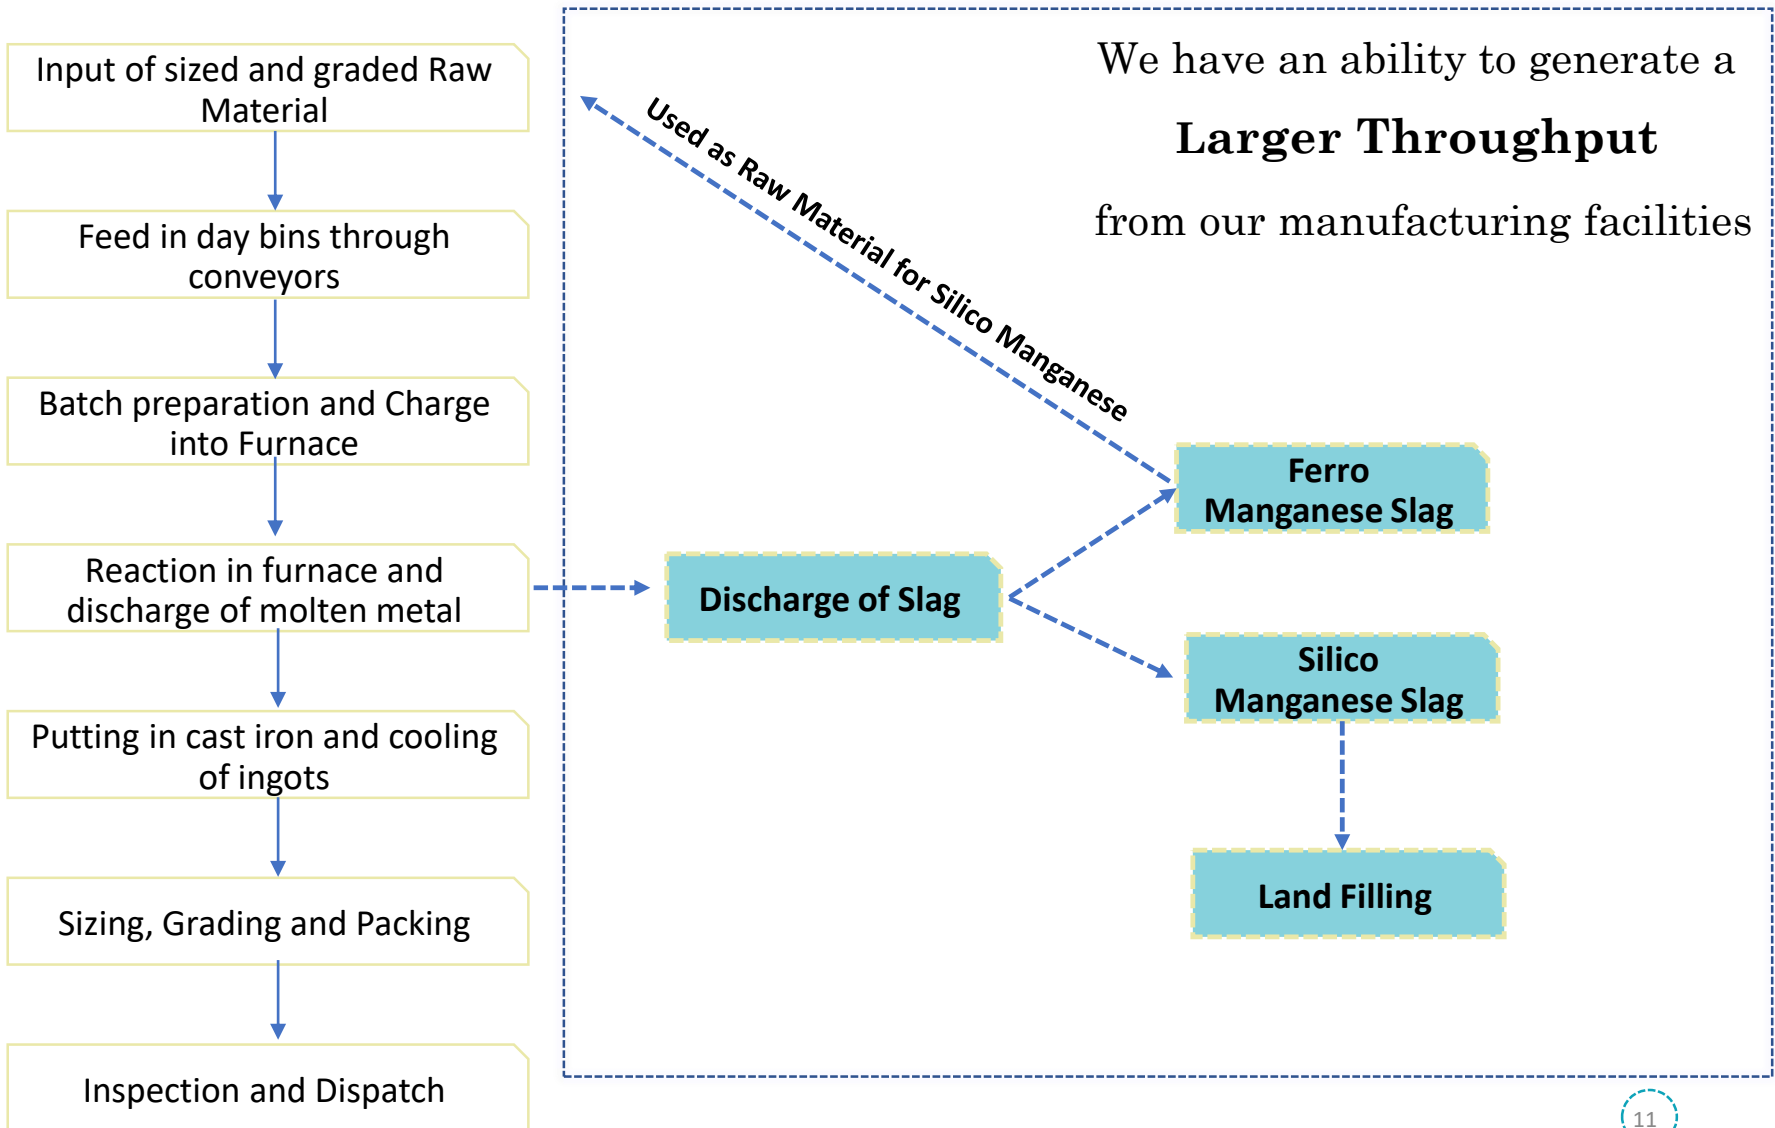 Input of sized and graded Raw
Material
Feed in day bins through
conveyors
Batch preparation and Charge
into Furnace
Reaction in furnace and
discharge of molten metal
Putting in cast iron and cooling
of ingots
Sizing, Grading and Packing
Inspection and Dispatch
We have an ability to generate a
Larger Throughput
from our manufacturing facilities
Used as Raw Material for Silico Manganese
Discharge of Slag
Ferro
Manganese Slag
Silico
Manganese Slag
Land Filling
11